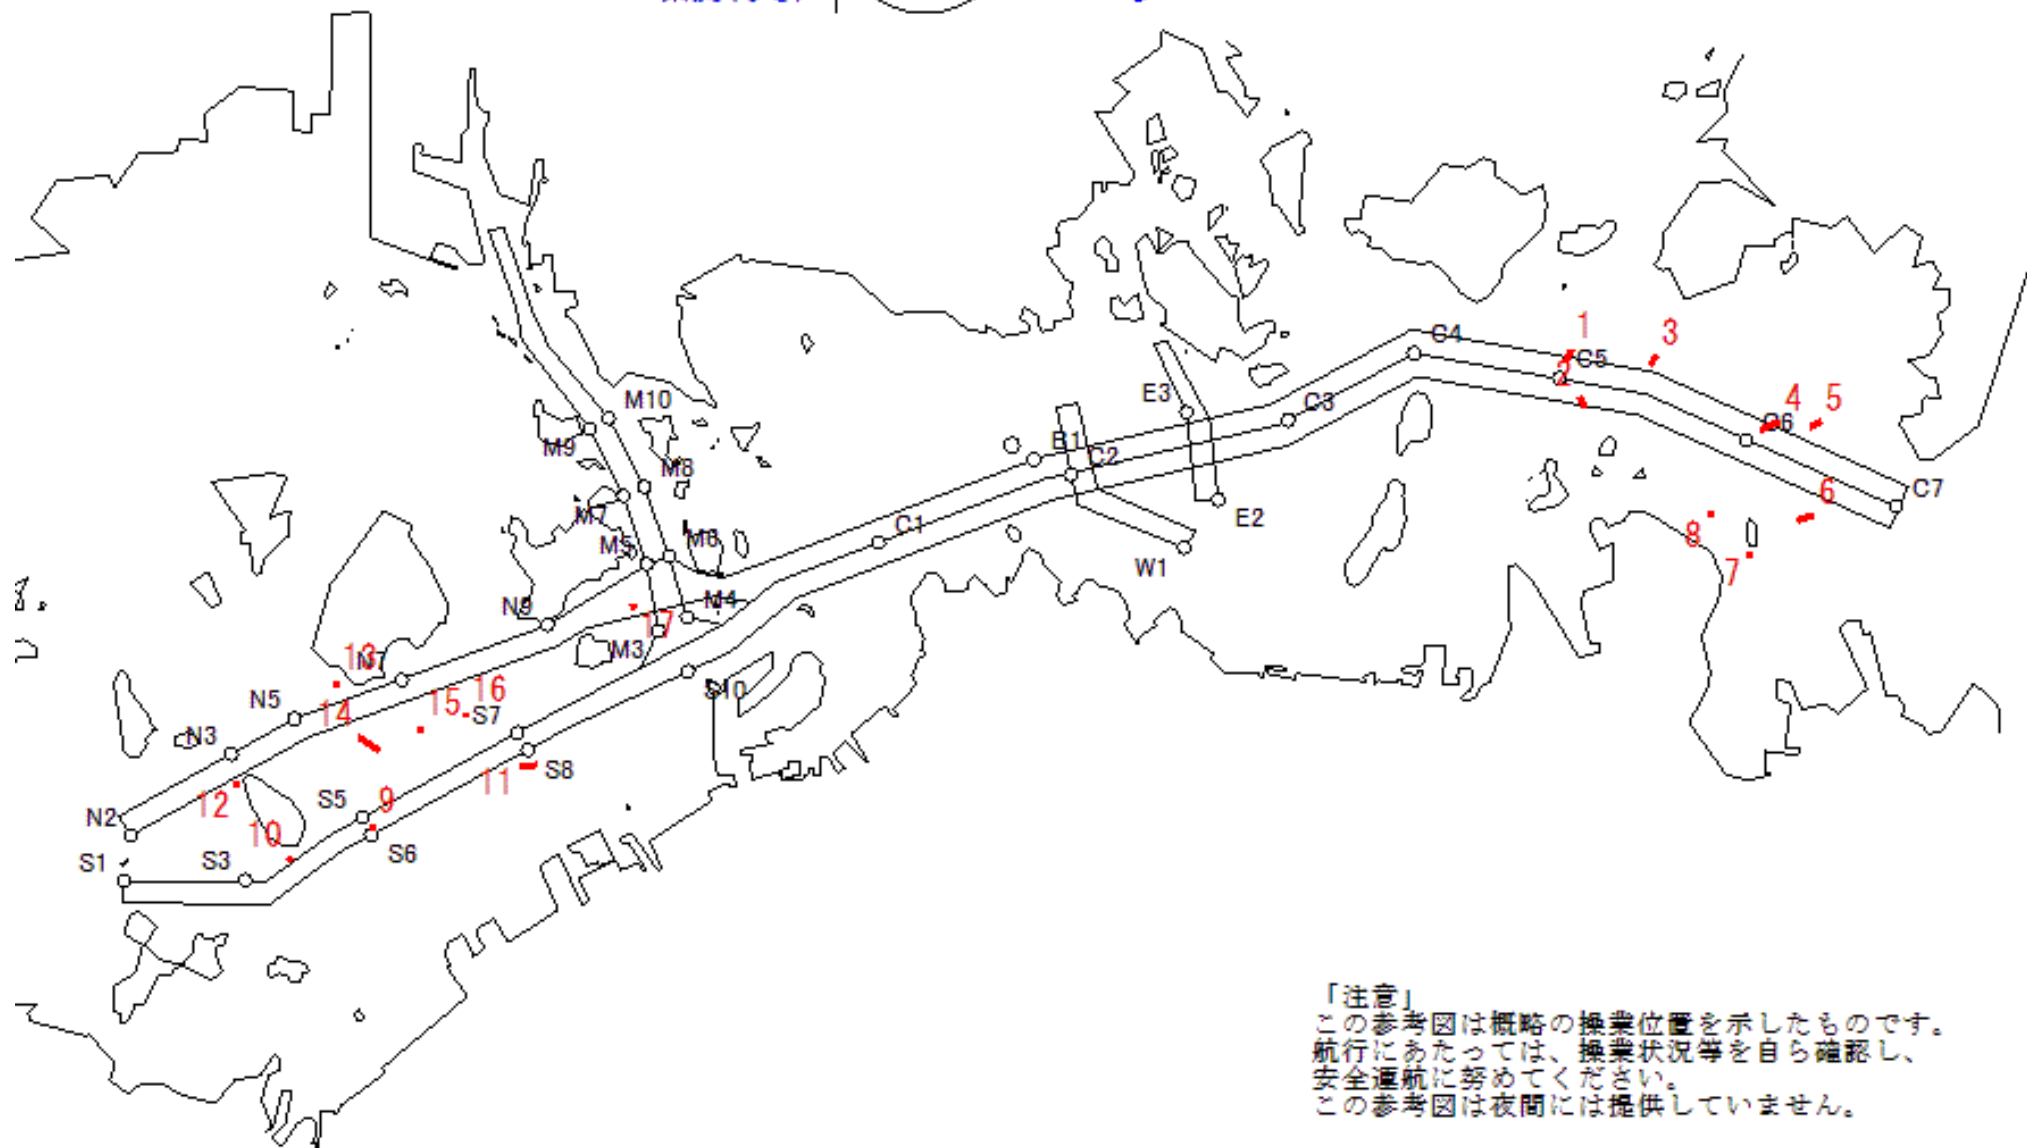 C4
1
3
C5
2
E3
M10
4
5
C6
C3
B1
M9
C2
M8
6
C7
M7
E2
8
C1
M5
M6
W1
7
N9
M4
17
M3
13
N7
S10
N5
15
16
14
S7
N3
11
S8
12
S5
9
N2
10
S6
S1
S3
「注意」
この参考図は概略の操業位置を示したものです。
航行にあたっては、操業状況等を自ら確認し、
安全運航に努めてください。
この参考図は夜間には提供していません。